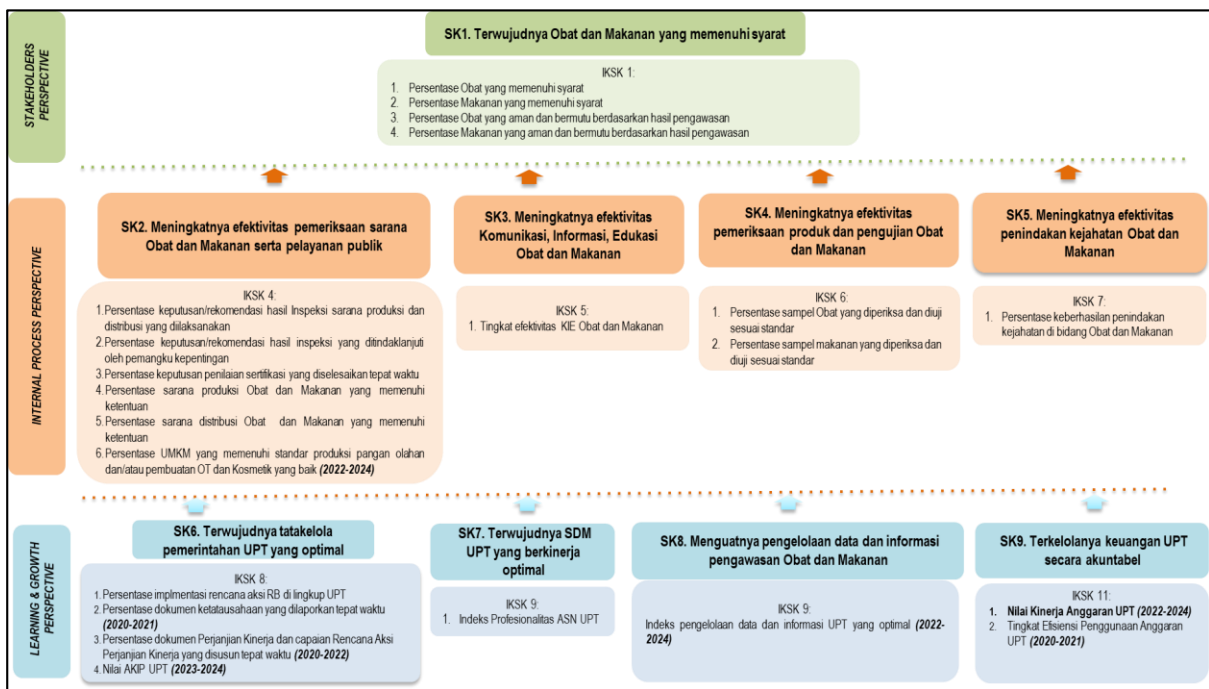 STAKEHOLDERS
PERSPECTIVE
SK1. Terwujudnya Obat dan Makanan yang memenuhi syarat
IKSK 1:
1. Persentase Obat yang memenuhi syarat
2. Persentase Makanan yang memenuhi syarat
3. Persentase Obat yang aman dan bermutu berdasarkan hasil pengawasan
4. Persentase Makanan yang aman dan bermutu berdasarkan hasil pengawasan
INTERNAL PROCESS PERSPECTIVE
SK2. Meningkatnya efektivitas pemeriksaan sarana
Obat dan Makanan serta pelayanan publik
IKSK 4:
1. Persentase keputusan/rekomendasi hasil Inspeksi sarana produksi dan
distribusi yang dilaksanakan
2. Persentase keputusan/rekomendasi hasil inspeksi yang ditindaklanjuti
oleh pemangku kepentingan
3. Persentase keputusan penilaian sertifikasi yang diselesaikan tepat waktu
4. Persentase sarana produksi Obat dan Makanan yang memenuhi
ketentuan
5. Persentase sarana distribusi Obat dan Makanan yang memenuhi
ketentuan
6. Persentase UMKM yang memenuhi standar produksi pangan olahan
dan/atau pembuatan OT dan Kosmetik yang baik (2022-2024)
SK3. Meningkatnya efektivitas
Komunikasi, Informasi, Edukasi
Obat dan Makanan
IKSK 5:
1. Tingkat efektivitas KIE Obat dan Makanan
SK4. Meningkatnya efektivitas
pemeriksaan produk dan pengujian Obat
dan Makanan
IKSK 6:
1. Persentase sampel Obat yang diperiksa dan diuji
sesuai standar
2. Persentase sampel makanan yang diperiksa dan
diuji sesuai standar
SK5. Meningkatnya efektivitas
penindakan kejahatan Obat dan
Makanan
IKSK 7:
1. Persentase keberhasilan penindakan
kejahatan di bidang Obat dan Makanan
LEARNING & GROWTH
PERSPECTIVE
SK6. Terwujudnya tatakelola
pemerintahan UPT yang optimal
IKSK 8:
1. Persentase implmentasi rencana aksi RB di lingkup UPT
2. Persentase dokumen ketatausahaan yang dilaporkan tepat waktu
(2020-2021)
3. Persentase dokumen Perjanjian Kinerja dan capaian Rencana Aksi
Perjanjian Kinerja yang disusun tepat waktu (2020-2022)
4. Nilai AKIP UPT (2023-2024)
SK7. Terwujudnya SDM
UPT yang berkinerja
optimal
IKSK 9:
1. Indeks Profesionalitas ASN UPT
SK8. Menguatnya pengelolaan data dan informasi
pengawasan Obat dan Makanan
IKSK 9:
Indeks pengelolaan data dan informasi UPT yang optimal (2022-
2024)
SK9. Terkelolanya keuangan UPT
secara akuntabel
IKSK 11:
1. Nilai Kinerja Anggaran UPT (2022-2024)
2. Tingkat Efisiensi Penggunaan Anggaran
UPT (2020-2021)